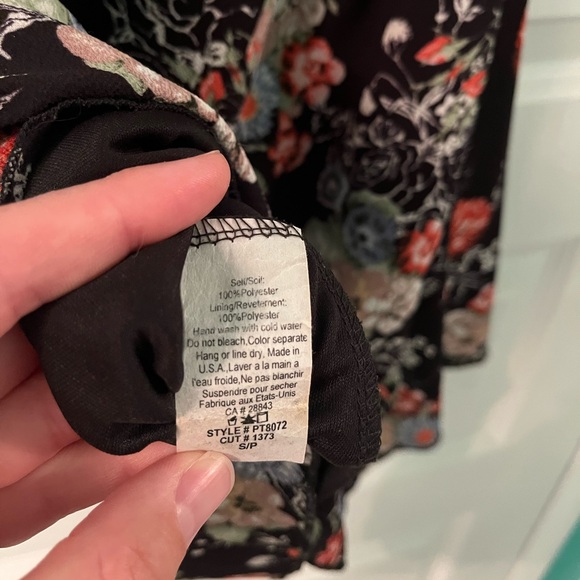 Self/Soit:
100%Polyester
Lining/Revetement:
100%Polyester
Hand wash with cold water
Do not bleach,Color separate
Hang or line dry, Made in
U.S.A,Laver a la main a
l'eau froide,Ne pas blanchir
Suspendre pour secher
Fabrique aux Etats-Unis
CA # 28843
STYLE # PT8072
CUT # 1373
S/P